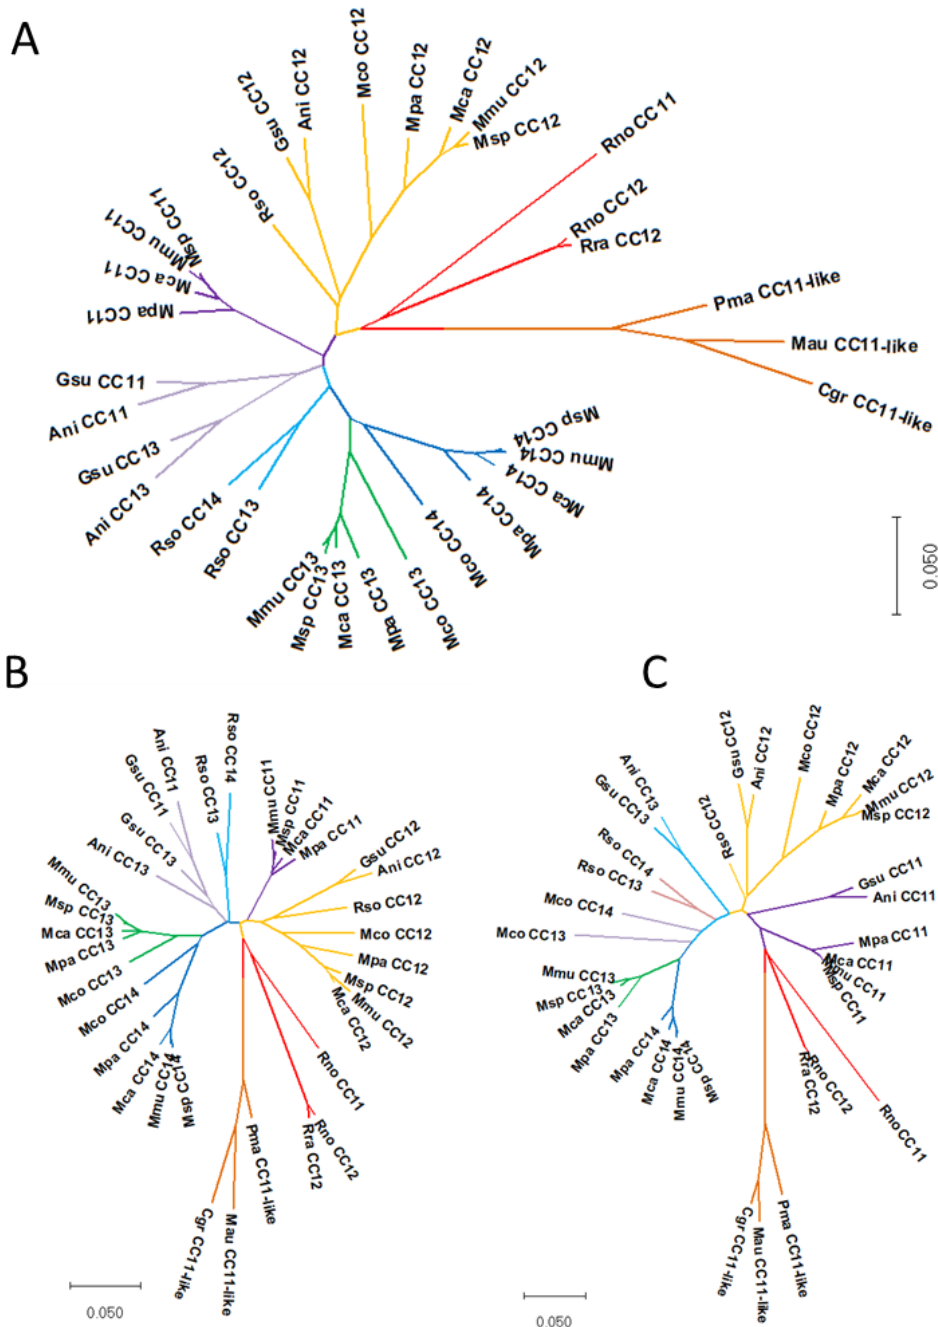 A
Gsu CC12
Ani CC12
Mco CC12
Mpa CC12
Mca CC12
Mmu CC12
Msp CC12
Rso CC12
Rno CC11
Rno CC12
Rra CC12
Msp CC11
Mmu CC11
Mca CC11
Mpa CC11
Pma CC11-like
Mau CC11-like
Cgr CC11-like
Gsu CC11
Ani CC11
Gsu CC13
Ani CC13
Rso CC14
Rso CC13
Mmu CC13
Msp CC13
Mca CC13
Mpa CC13
Mco CC13
Mco CC14
Mpa CC14
Mca CC14
Mmu CC14
Msp CC14
0.050
B
Rso CC14
Rso CC13
Ani CC11
Gsu CC11
Gsu CC13
Ani CC13
Mmu CC13
Msp CC13
Mca CC13
Mpa CC13
Mco CC13
Mco CC14
Mpa CC14
Mca CC14
Mmu CC14
Msp CC14
Mmu CC11
Msp CC11
Mca CC11
Mpa CC11
Gsu CC12
Ani CC12
Rso CC12
Mco CC12
Mpa CC12
Msp CC12
Mmu CC12
Mca CC12
Rno CC11
Rno CC12
Rra CC12
Pma CC11-like
Mau CC11-like
Cgr CC11-like
0.050
C
Rso CC12
Gsu CC12
Ani CC12
Mco CC12
Mpa CC12
Mca CC12
Mmu CC12
Msp CC12
Ani CC13
Gsu CC13
Rso CC14
Rso CC13
Mco CC14
Mco CC13
Mmu CC13
Msp CC13
Mca CC13
Mpa CC13
Mpa CC14
Mca CC14
Mmu CC14
Msp CC14
Gsu CC11
Ani CC11
Mpa CC11
Mca CC11
Mmu CC11
Msp CC11
Rno CC12
Rra CC12
Rno CC11
Pma CC11-like
Mau CC11-like
Cgr CC11-like
0.050